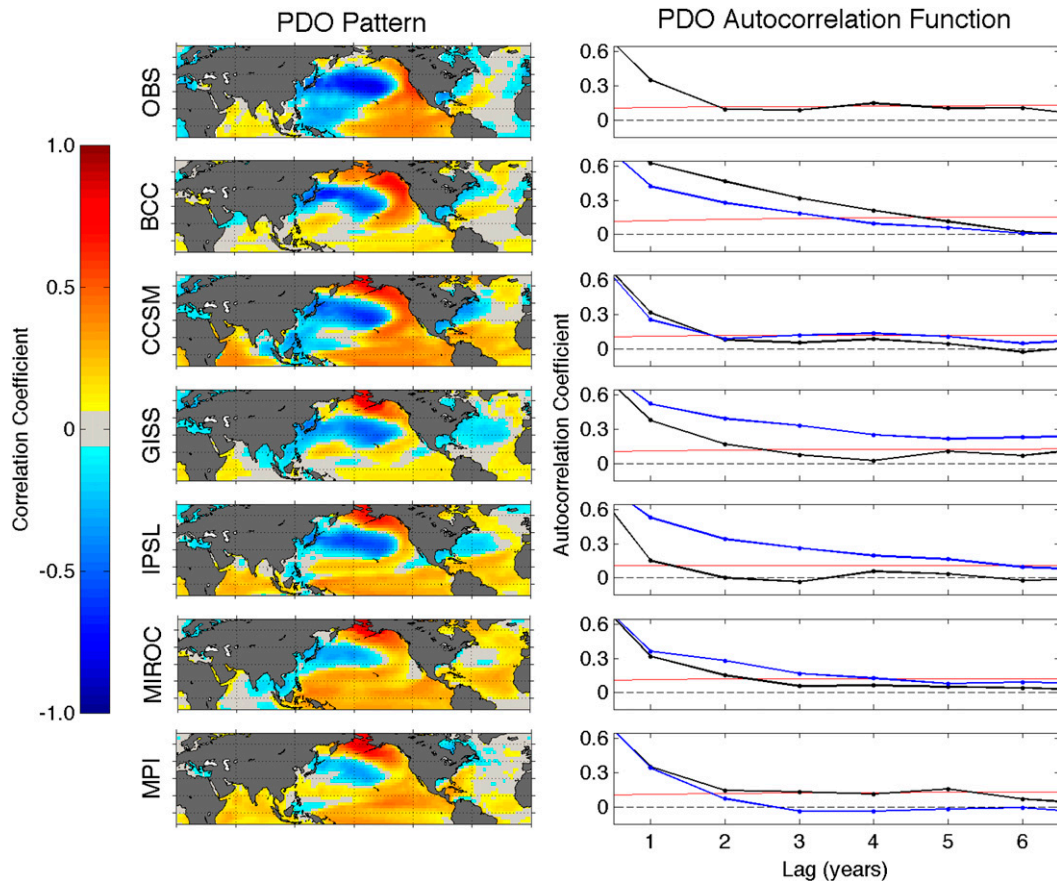 PDO Pattern
PDO Autocorrelation Function
Correlation Coefficient
1.0
0.5
0
-0.5
-1.0
OBS
BCC
CCSM
GISS
IPSL
MIROC
MPI
Autocorrelation Coefficient
0.6
0.3
0
0.6
0.3
0
0.6
0.3
0
0.6
0.3
0
0.6
0.3
0
0.6
0.3
0
0.6
0.3
0
1 2 3 4 5 6
Lag (years)